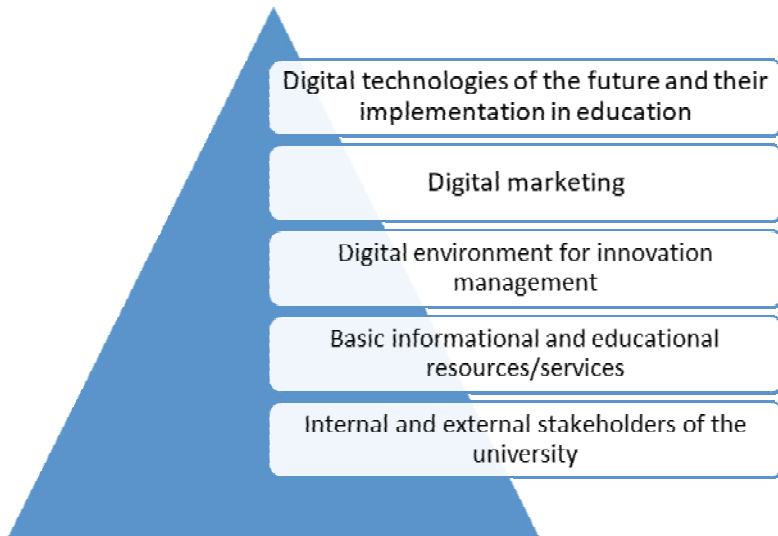 Digital technologies of the future and their
implementation in education
Digital marketing
Digital environment for innovation
management
Basic informational and educational
resources/services
Internal and external stakeholders of the
university